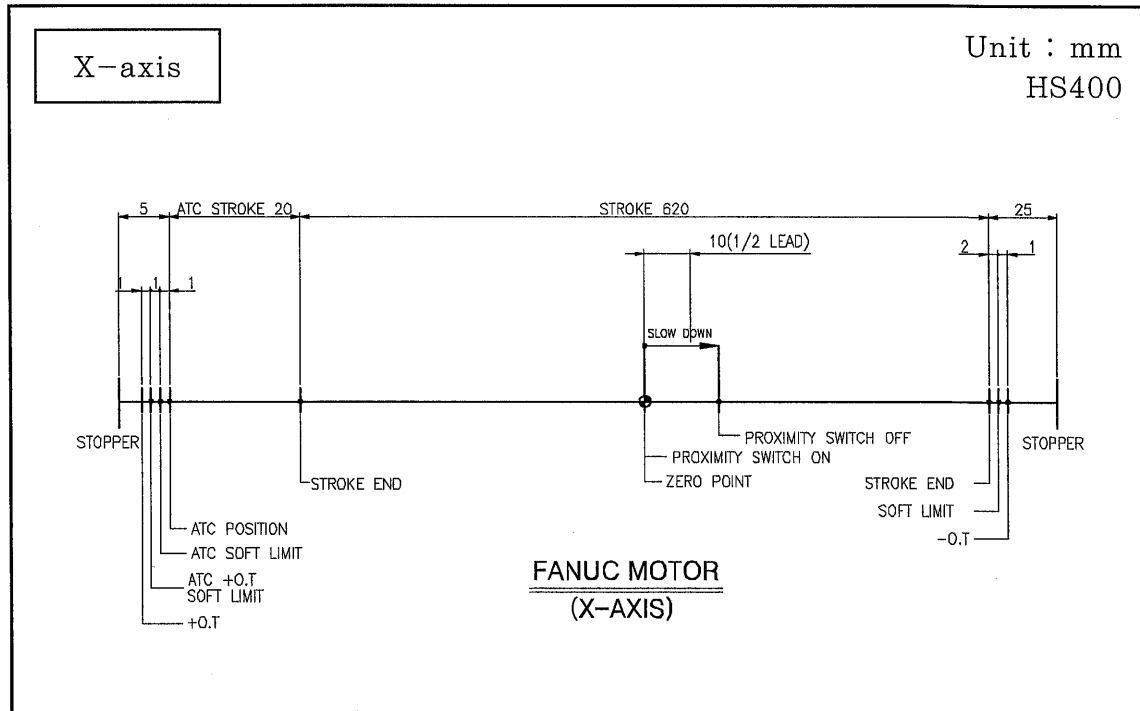 X-axis
Unit : mm
HS400
5
ATC STROKE 20
STROKE 620
25
10(1/2 LEAD)
2
1
1
1
1
SLOW DOWN
STOPPER
PROXIMITY SWITCH OFF
STOPPER
PROXIMITY SWITCH ON
STROKE END
ZERO POINT
STROKE END
SOFT LIMIT
ATC POSITION
-O.T
ATC SOFT LIMIT
ATC +O.T
SOFT LIMIT
+O.T
FANUC MOTOR
(X-AXIS)